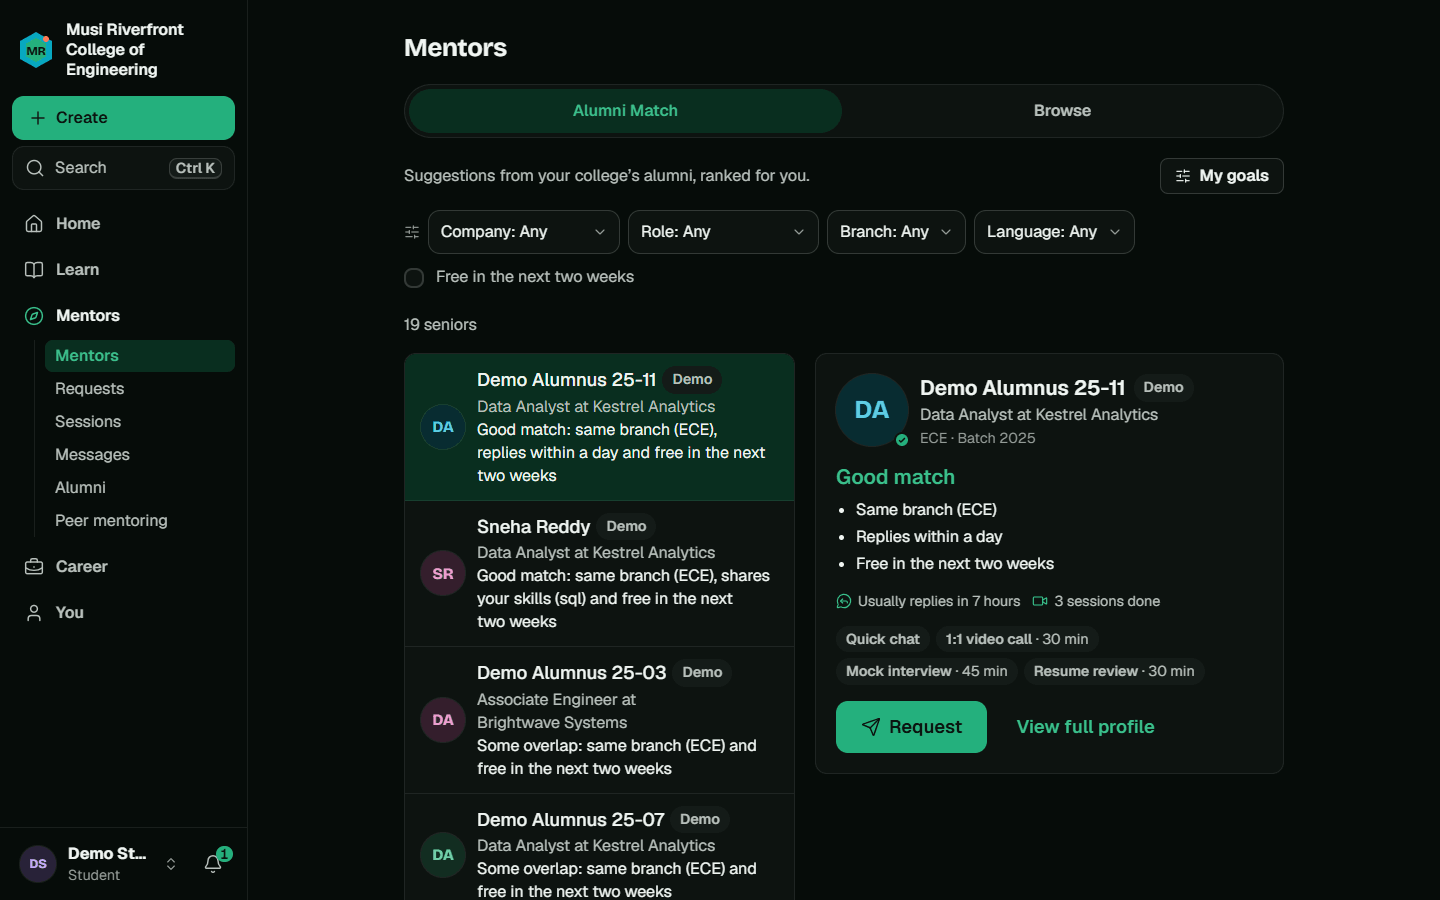 MR
Musi Riverfront
College of
Engineering
Create
Search
Ctrl K
Home
Learn
Mentors
Mentors
Requests
Sessions
Messages
Alumni
Peer mentoring
Career
You
DS
Demo St...
Student
1
Mentors
Alumni Match
Browse
Suggestions from your college’s alumni, ranked for you.
My goals
Company: Any
Role: Any
Branch: Any
Language: Any
Free in the next two weeks
19 seniors
DA
Demo Alumnus 25-11 Demo
Data Analyst at Kestrel Analytics
Good match: same branch (ECE),
replies within a day and free in the next
two weeks
SR
Sneha Reddy Demo
Data Analyst at Kestrel Analytics
Good match: same branch (ECE), shares
your skills (sql) and free in the next
two weeks
DA
Demo Alumnus 25-03 Demo
Associate Engineer at
Brightwave Systems
Some overlap: same branch (ECE) and
free in the next two weeks
DA
Demo Alumnus 25-07 Demo
Data Analyst at Kestrel Analytics
Some overlap: same branch (ECE) and
free in the next two weeks
DA
Demo Alumnus 25-11 Demo
Data Analyst at Kestrel Analytics
ECE · Batch 2025
Good match
• Same branch (ECE)
• Replies within a day
• Free in the next two weeks
Usually replies in 7 hours 3 sessions done
Quick chat 1:1 video call · 30 min
Mock interview · 45 min Resume review · 30 min
Request
View full profile